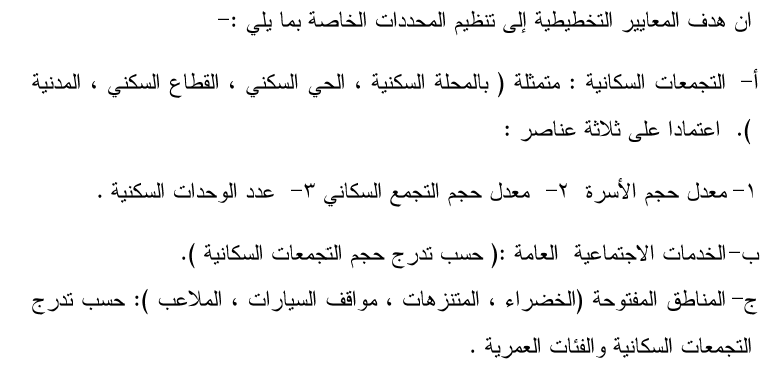 ان هدف المعايير التخطيطية إلى تنظيم المحددات الخاصة بما يلي :-
أ- التجمعات السكانية : متمثلة ( بالمحلة السكنية ، الحي السكني ، القطاع السكني ، المدنية
). اعتمادا على ثلاثة عناصر :
١- معدل حجم الأسرة ٢- معدل حجم التجمع السكاني ٣- عدد الوحدات السكنية .
ب-الخدمات الاجتماعية العامة :( حسب تدرج حجم التجمعات السكانية ).
ج- المناطق المفتوحة (الخضراء ، المتنزهات ، مواقف السيارات ، الملاعب ): حسب تدرج
التجمعات السكانية والفئات العمرية .